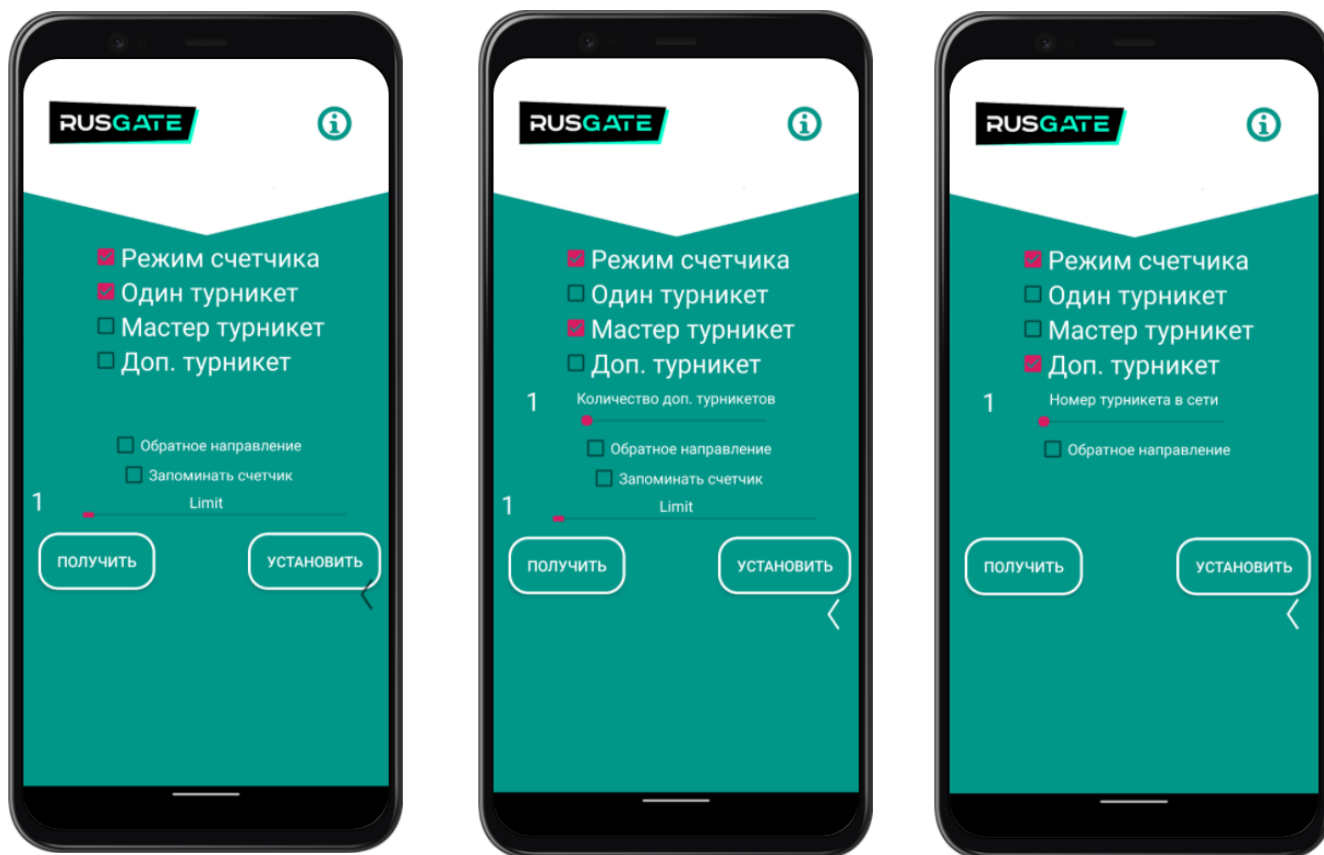 RUSGATE
Режим счетчика
Один турникет
Мастер турникет
Доп. турникет
Обратное направление
Запоминать счетчик
1 Limit
ПОЛУЧИТЬ УСТАНОВИТЬ
RUSGATE
Режим счетчика
Один турникет
Мастер турникет
Доп. турникет
1 Количество доп. турникетов
Обратное направление
Запоминать счетчик
1 Limit
ПОЛУЧИТЬ УСТАНОВИТЬ
RUSGATE
Режим счетчика
Один турникет
Мастер турникет
Доп. турникет
1 Номер турникета в сети
Обратное направление
ПОЛУЧИТЬ УСТАНОВИТЬ